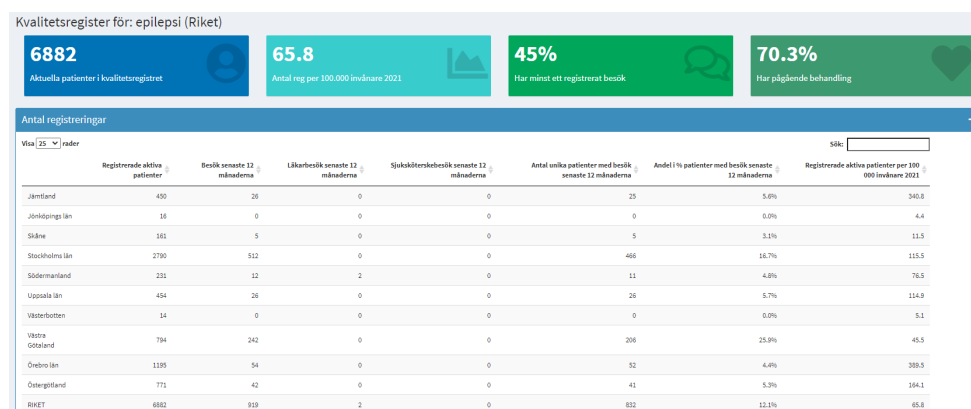 Kvalitetsregister för: epilepsi (Riket)
6882
Aktuella patienter i kvalitetsregistret
65.8
Antal reg per 100.000 invånare 2021
45%
Har minst ett registrerat besök
70.3%
Har pågående behandling
Antal registreringar
Visa 25 rader
Sök:
Registrerade aktiva patienter
Besök senaste 12 månaderna
Läkarbesök senaste 12 månaderna
Sjuksköterskebesök senaste 12 månaderna
Antal unika patienter med besök senaste 12 månaderna
Andel i % patienter med besök senaste 12 månaderna
Registrerade aktiva patienter per 100 000 invånare 2021
Jämtland 450 26 0 0 25 5.6% 340.8
Jönköpings län 16 0 0 0 0 0.0% 4.4
Skåne 161 5 0 0 5 3.1% 11.5
Stockholms län 2790 512 0 0 466 16.7% 115.5
Södermanland 231 12 2 0 11 4.8% 76.5
Uppsala län 454 26 0 0 26 5.7% 114.9
Västerbotten 14 0 0 0 0 0.0% 5.1
Västra Götaland 794 242 0 0 206 25.9% 45.5
Örebro län 1195 54 0 0 52 4.4% 389.5
Östergötland 771 42 0 0 41 5.3% 164.1
RIKET 6882 919 2 0 832 12.1% 65.8